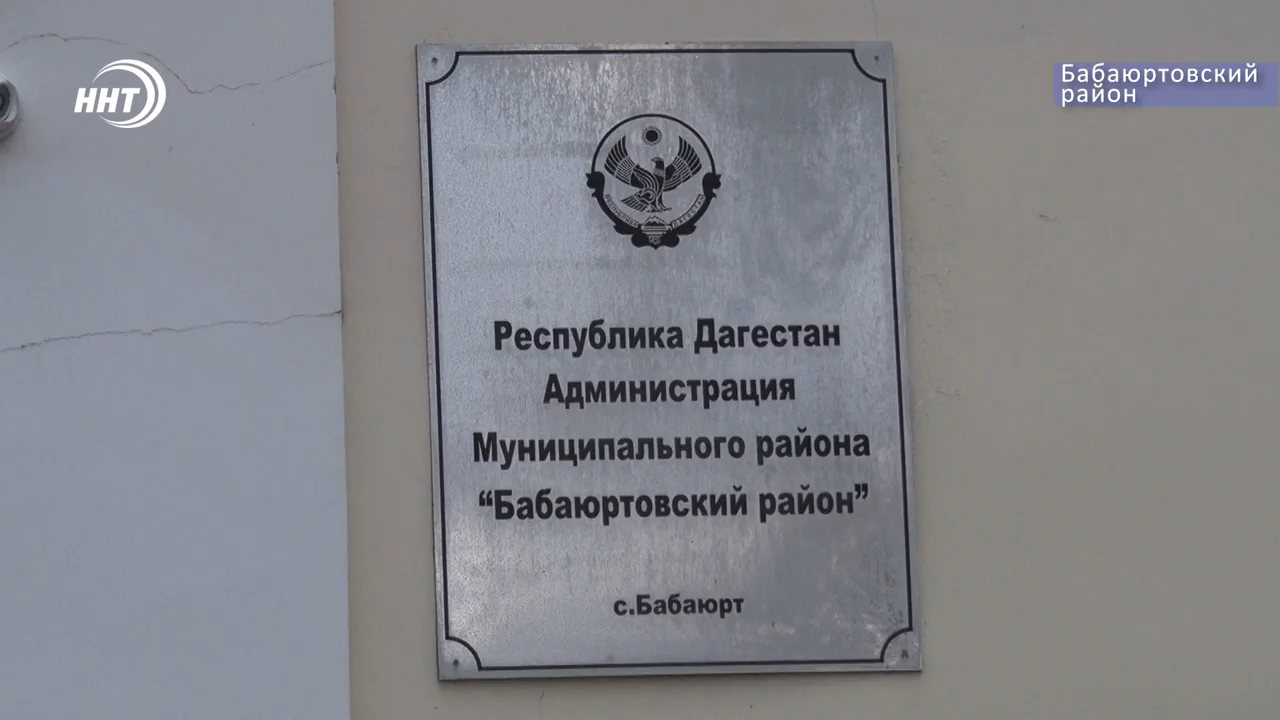 ННТ
Бабаюртовский
район
Республика Дагестан
Администрация
Муниципального района
“Бабаюртовский район”
с.Бабаюрт